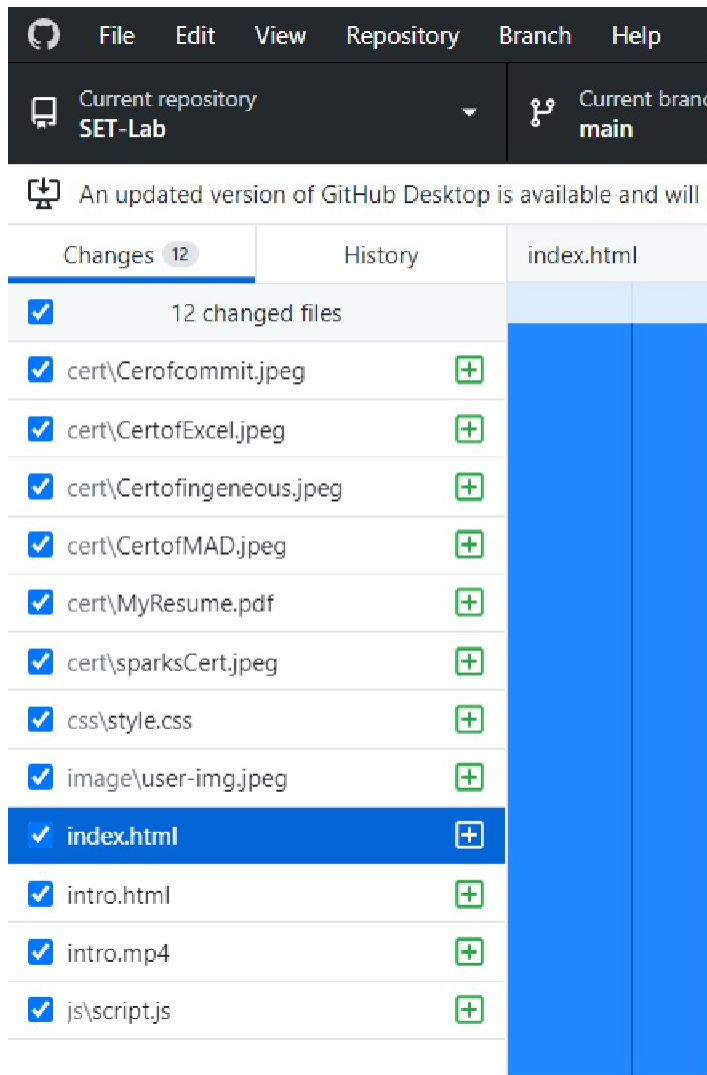 File Edit View Repository Branch Help
Current repository
SET-Lab
Current branc
main
An updated version of GitHub Desktop is available and will
Changes 12 History index.html
12 changed files
cert\Cerofcommit.jpeg
cert\CertofExcel.jpeg
cert\Certofingeneous.jpeg
cert\CertofMAD.jpeg
cert\MyResume.pdf
cert\sparksCert.jpeg
css\style.css
image\user-img.jpeg
index.html
intro.html
intro.mp4
js\script.js